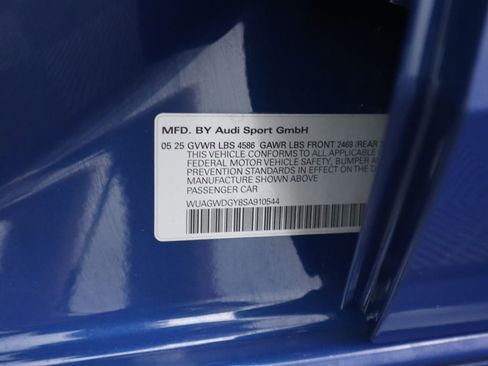 MFD. BY Audi Sport GmbH
05 25 GVWR LBS 4586 GAWR LBS FRONT 2469 /REAR
THIS VEHICLE CONFORMS TO ALL APPLICABLE
FEDERAL MOTOR VEHICLE SAFETY, BUMPER
PREVENTION STANDARDS IN EFFECT ON THE
MANUFACTURE SHOWN ABOVE
PASSENGER CAR
WUAGWDGY8SA910544